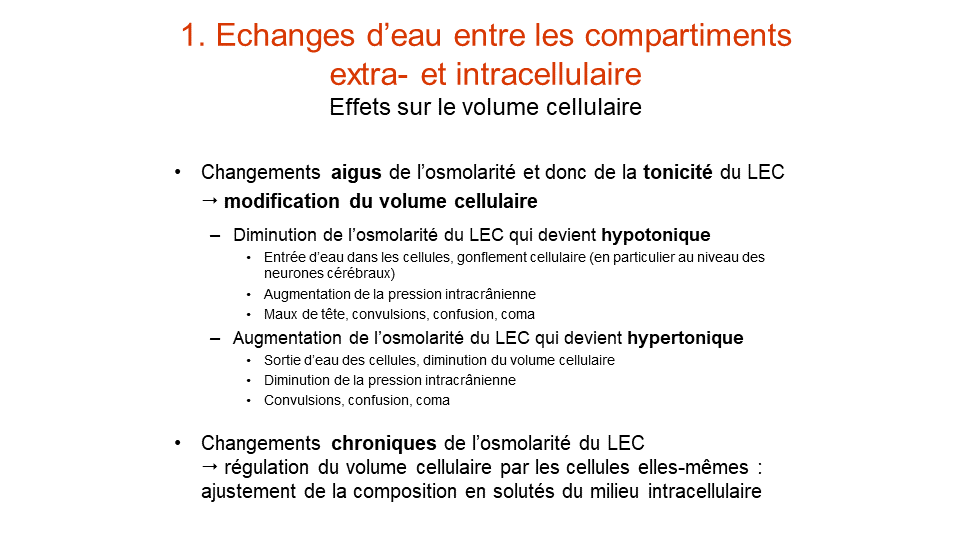 1. Echanges d’eau entre les compartiments
extra- et intracellulaire
Effets sur le volume cellulaire
• Changements aigus de l’osmolarité et donc de la tonicité du LEC
→ modification du volume cellulaire
– Diminution de l’osmolarité du LEC qui devient hypotonique
• Entrée d’eau dans les cellules, gonflement cellulaire (en particulier au niveau des
neurones cérébraux)
• Augmentation de la pression intracrânienne
• Maux de tête, convulsions, confusion, coma
– Augmentation de l’osmolarité du LEC qui devient hypertonique
• Sortie d’eau des cellules, diminution du volume cellulaire
• Diminution de la pression intracrânienne
• Convulsions, confusion, coma
• Changements chroniques de l’osmolarité du LEC
→ régulation du volume cellulaire par les cellules elles-mêmes :
ajustement de la composition en solutés du milieu intracellulaire